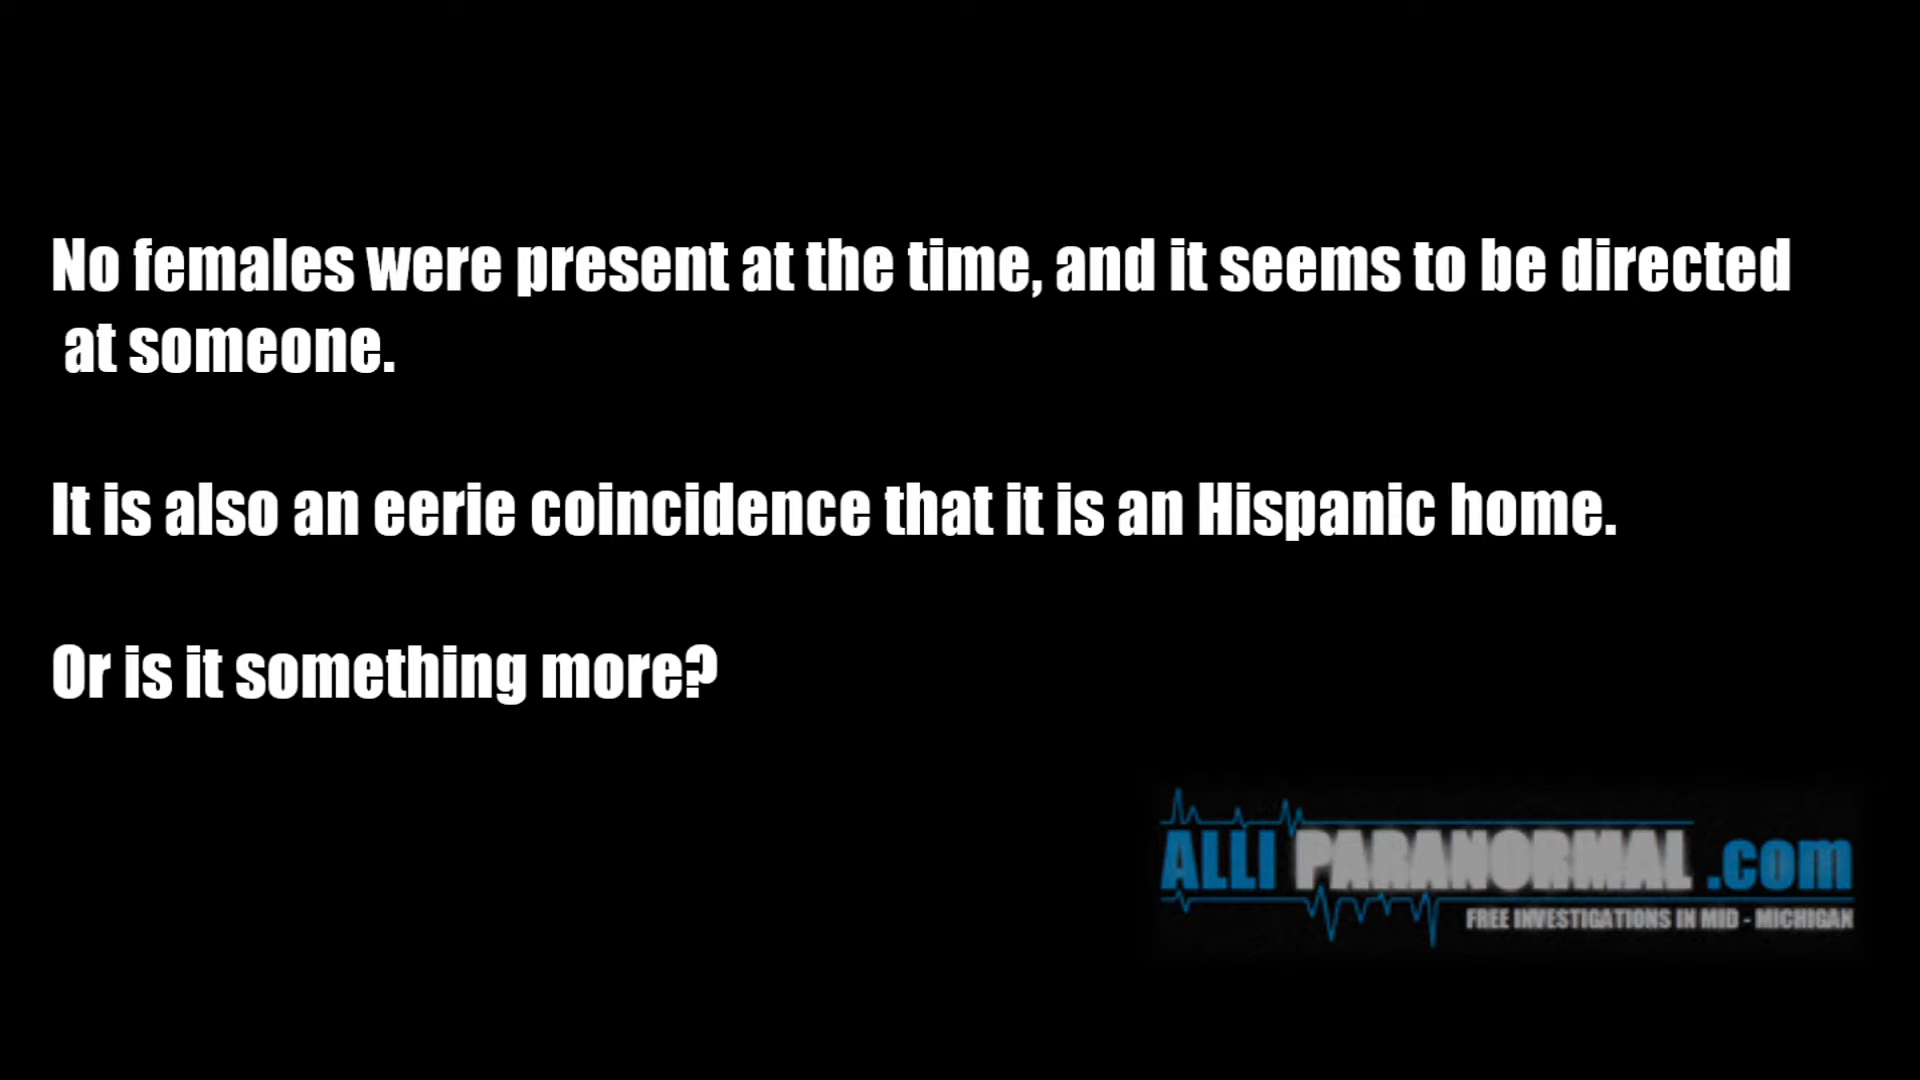 No females were present at the time, and it seems to be directed
at someone.
It is also an eerie coincidence that it is an Hispanic home.
Or is it something more?
ALLI PARANORMAL .com
FREE INVESTIGATIONS IN MID - MICHIGAN